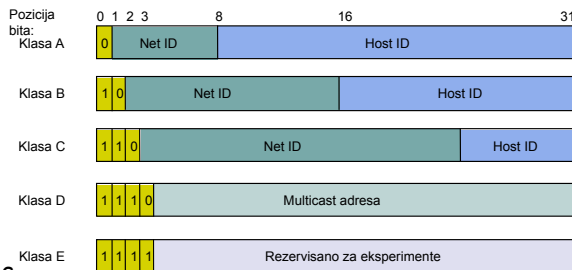 Pozicija bita: 0 1 2 3 8 16 31
Klasa A 0 Net ID Host ID
Klasa B 1 0 Net ID Host ID
Klasa C 1 1 0 Net ID Host ID
Klasa D 1 1 1 0 Multicast adresa
Klasa E 1 1 1 1 Rezervisano za eksperimente